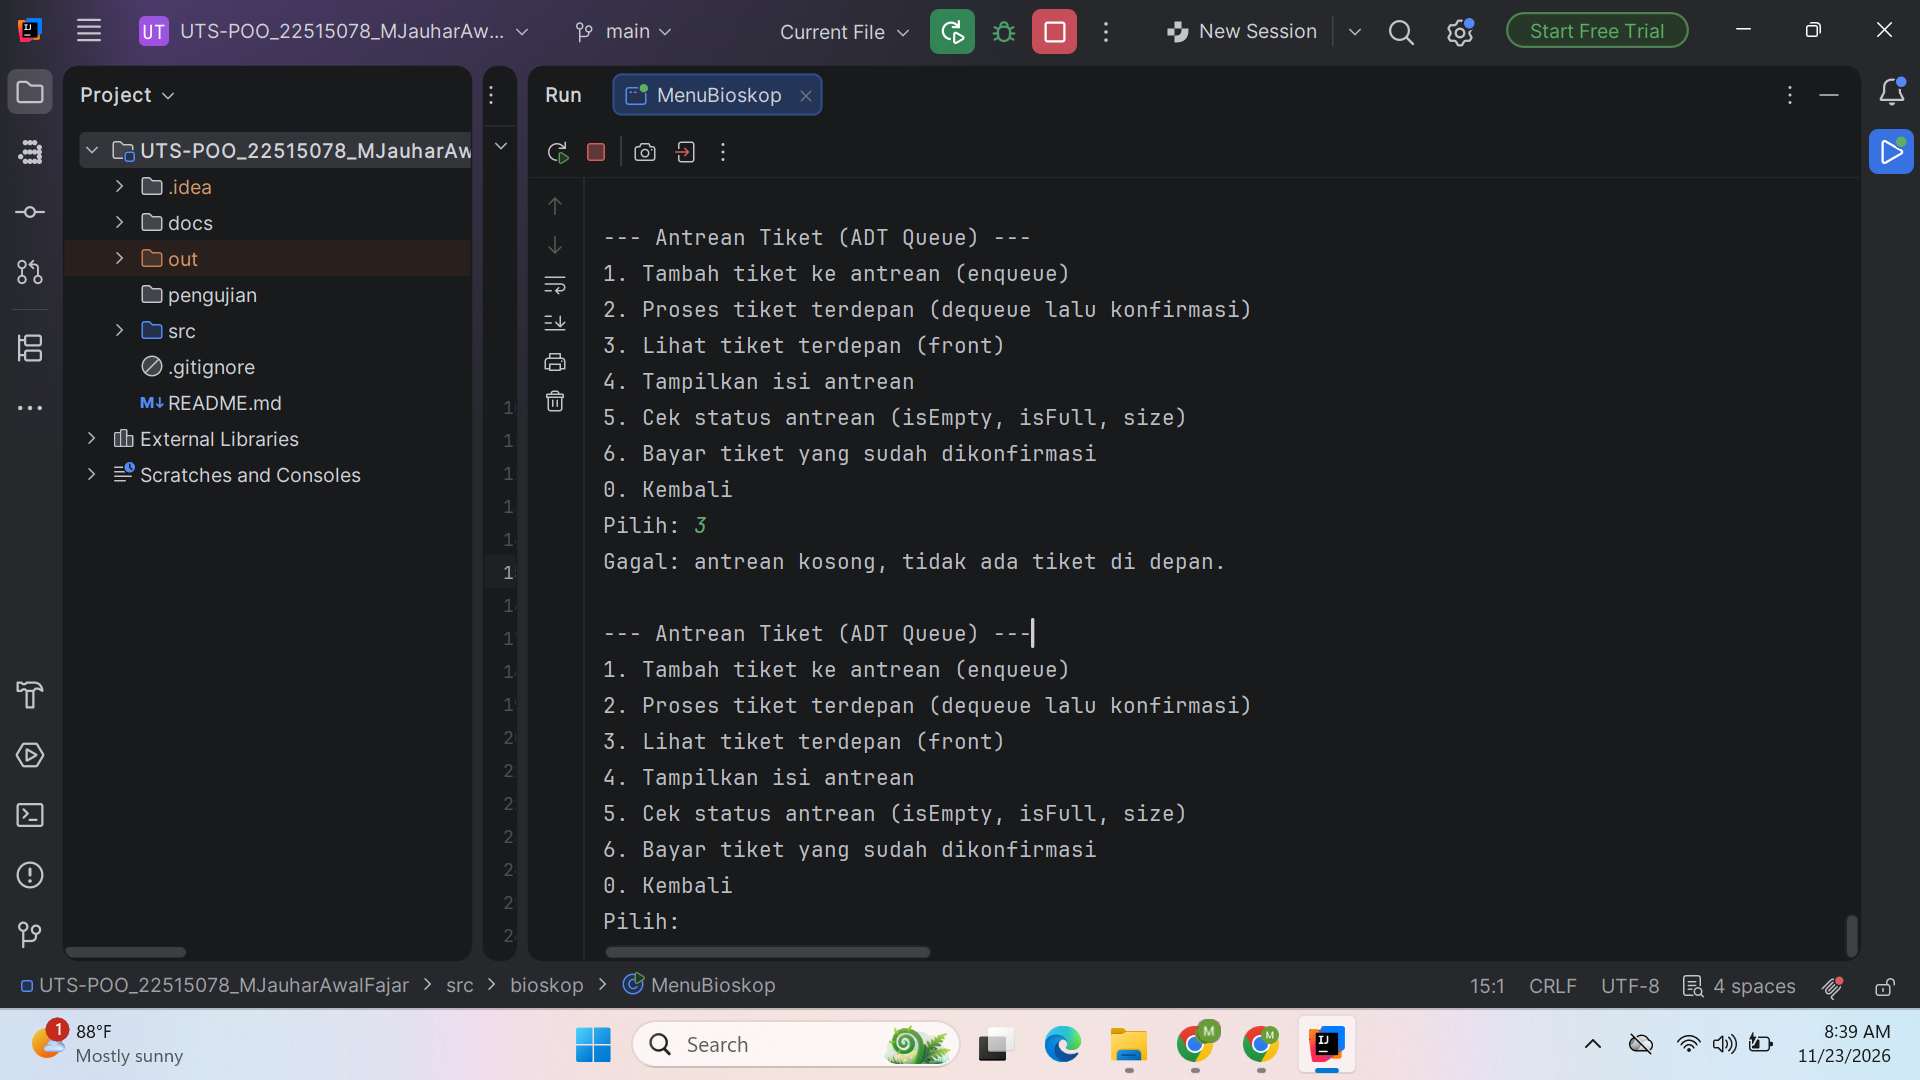 UT UTS-POO_22515078_MJauharAw... main Current File New Session Start Free Trial
Project
Run MenuBioskop
UTS-POO_22515078_MJauharAw
.idea
docs
out
pengujian
src
.gitignore
M↓ README.md
External Libraries
Scratches and Consoles
--- Antrean Tiket (ADT Queue) ---
1. Tambah tiket ke antrean (enqueue)
2. Proses tiket terdepan (dequeue lalu konfirmasi)
3. Lihat tiket terdepan (front)
4. Tampilkan isi antrean
5. Cek status antrean (isEmpty, isFull, size)
6. Bayar tiket yang sudah dikonfirmasi
0. Kembali
Pilih: 3
Gagal: antrean kosong, tidak ada tiket di depan.
--- Antrean Tiket (ADT Queue) ---
1. Tambah tiket ke antrean (enqueue)
2. Proses tiket terdepan (dequeue lalu konfirmasi)
3. Lihat tiket terdepan (front)
4. Tampilkan isi antrean
5. Cek status antrean (isEmpty, isFull, size)
6. Bayar tiket yang sudah dikonfirmasi
0. Kembali
Pilih:
UTS-POO_22515078_MJauharAwalFajar src bioskop MenuBioskop 15:1 CRLF UTF-8 4 spaces
1 88°F
Mostly sunny
Search
M
M
8:39 AM
11/23/2026